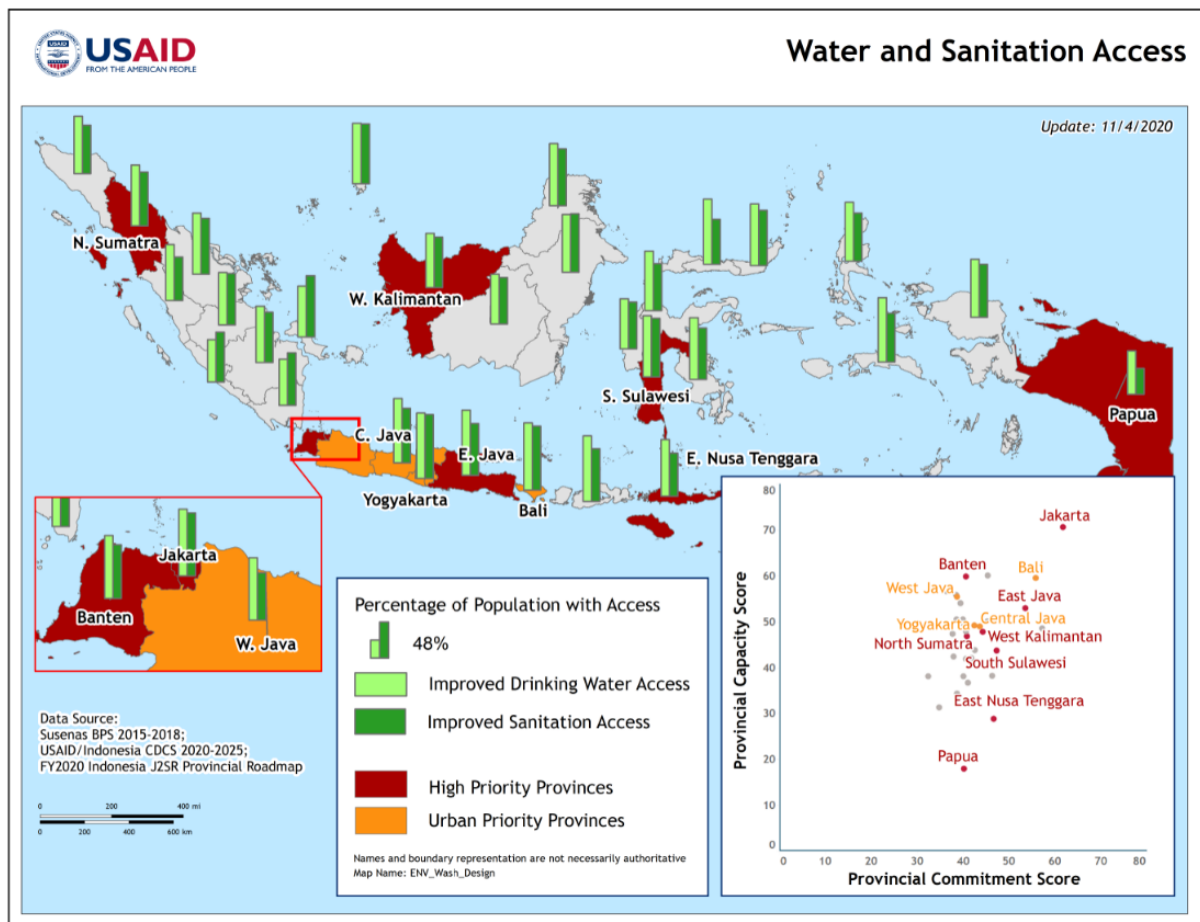 USAID
FROM THE AMERICAN PEOPLE
Water and Sanitation Access
Update: 11/4/2020
N. Sumatra
W. Kalimantan
S. Sulawesi
Papua
C. Java
E. Java
E. Nusa Tenggara
Yogyakarta
Bali
Jakarta
Banten
W. Java
Data Source:
Susenas BPS 2015-2018;
USAID/Indonesia CDCS 2020-2025;
FY2020 Indonesia J2SR Provincial Roadmap
0 200 400 mi
0 200 400 600 km
Percentage of Population with Access
48%
Improved Drinking Water Access
Improved Sanitation Access
High Priority Provinces
Urban Priority Provinces
Names and boundary representation are not necessarily authoritative
Map Name: ENV_Wash_Design
Provincial Capacity Score
80
70
60
50
40
30
20
10
0
Jakarta
Banten
Bali
West Java
East Java
Yogyakarta
Central Java
North Sumatra
West Kalimantan
South Sulawesi
East Nusa Tenggara
Papua
0 10 20 30 40 50 60 70 80
Provincial Commitment Score